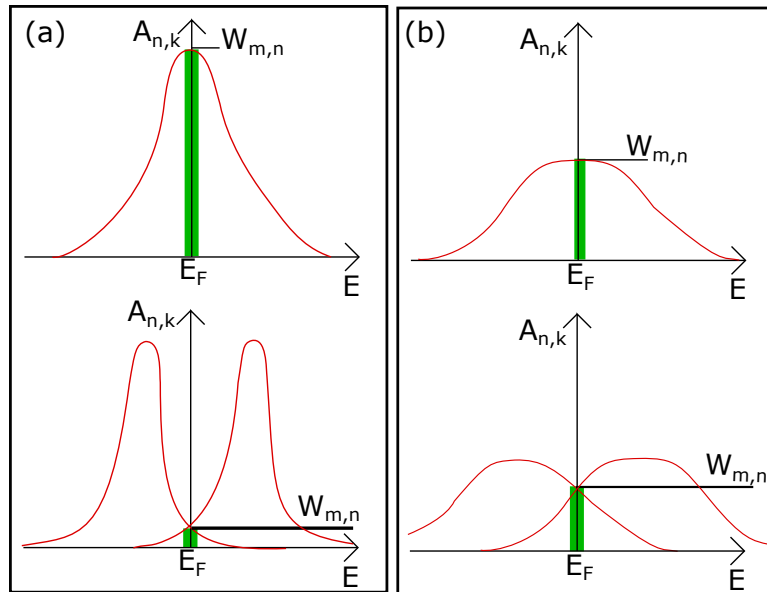 (a)
A_{n,k}
W_{m,n}
E_F
E
A_{n,k}
W_{m,n}
E_F
E
(b)
A_{n,k}
W_{m,n}
E_F
E
A_{n,k}
W_{m,n}
E_F
E